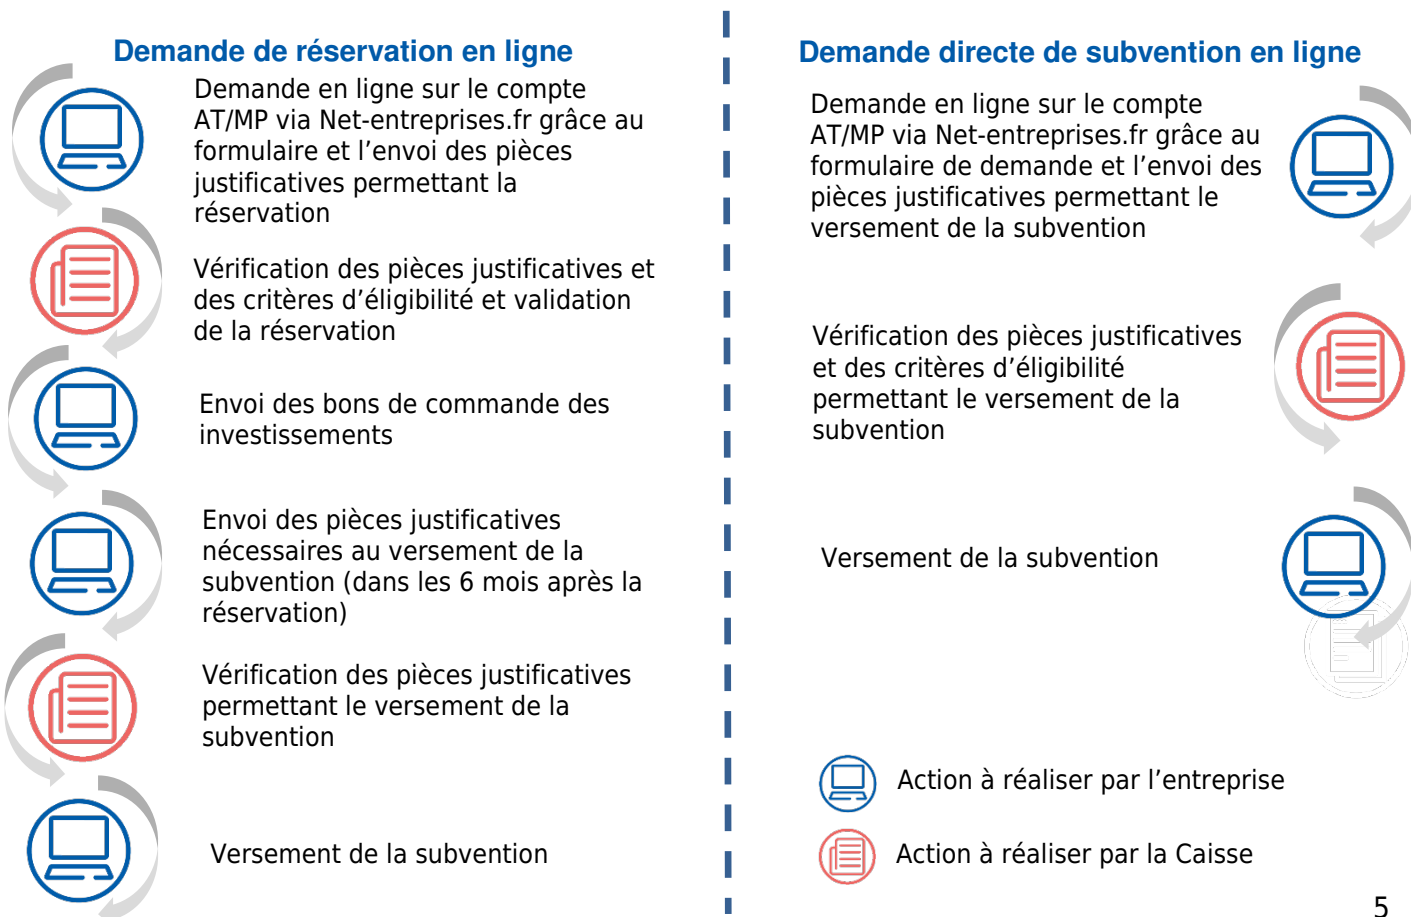 Demande de réservation en ligne
Demande en ligne sur le compte
AT/MP via Net-entreprises.fr grâce au
formulaire et l’envoi des pièces
justificatives permettant la
réservation
Vérification des pièces justificatives et
des critères d’éligibilité et validation
de la réservation
Envoi des bons de commande des
investissements
Envoi des pièces justificatives
nécessaires au versement de la
subvention (dans les 6 mois après la
réservation)
Vérification des pièces justificatives
permettant le versement de la
subvention
Versement de la subvention
Demande directe de subvention en ligne
Demande en ligne sur le compte
AT/MP via Net-entreprises.fr grâce au
formulaire de demande et l’envoi des
pièces justificatives permettant le
versement de la subvention
Vérification des pièces justificatives
et des critères d’éligibilité
permettant le versement de la
subvention
Versement de la subvention
Action à réaliser par l’entreprise
Action à réaliser par la Caisse
5